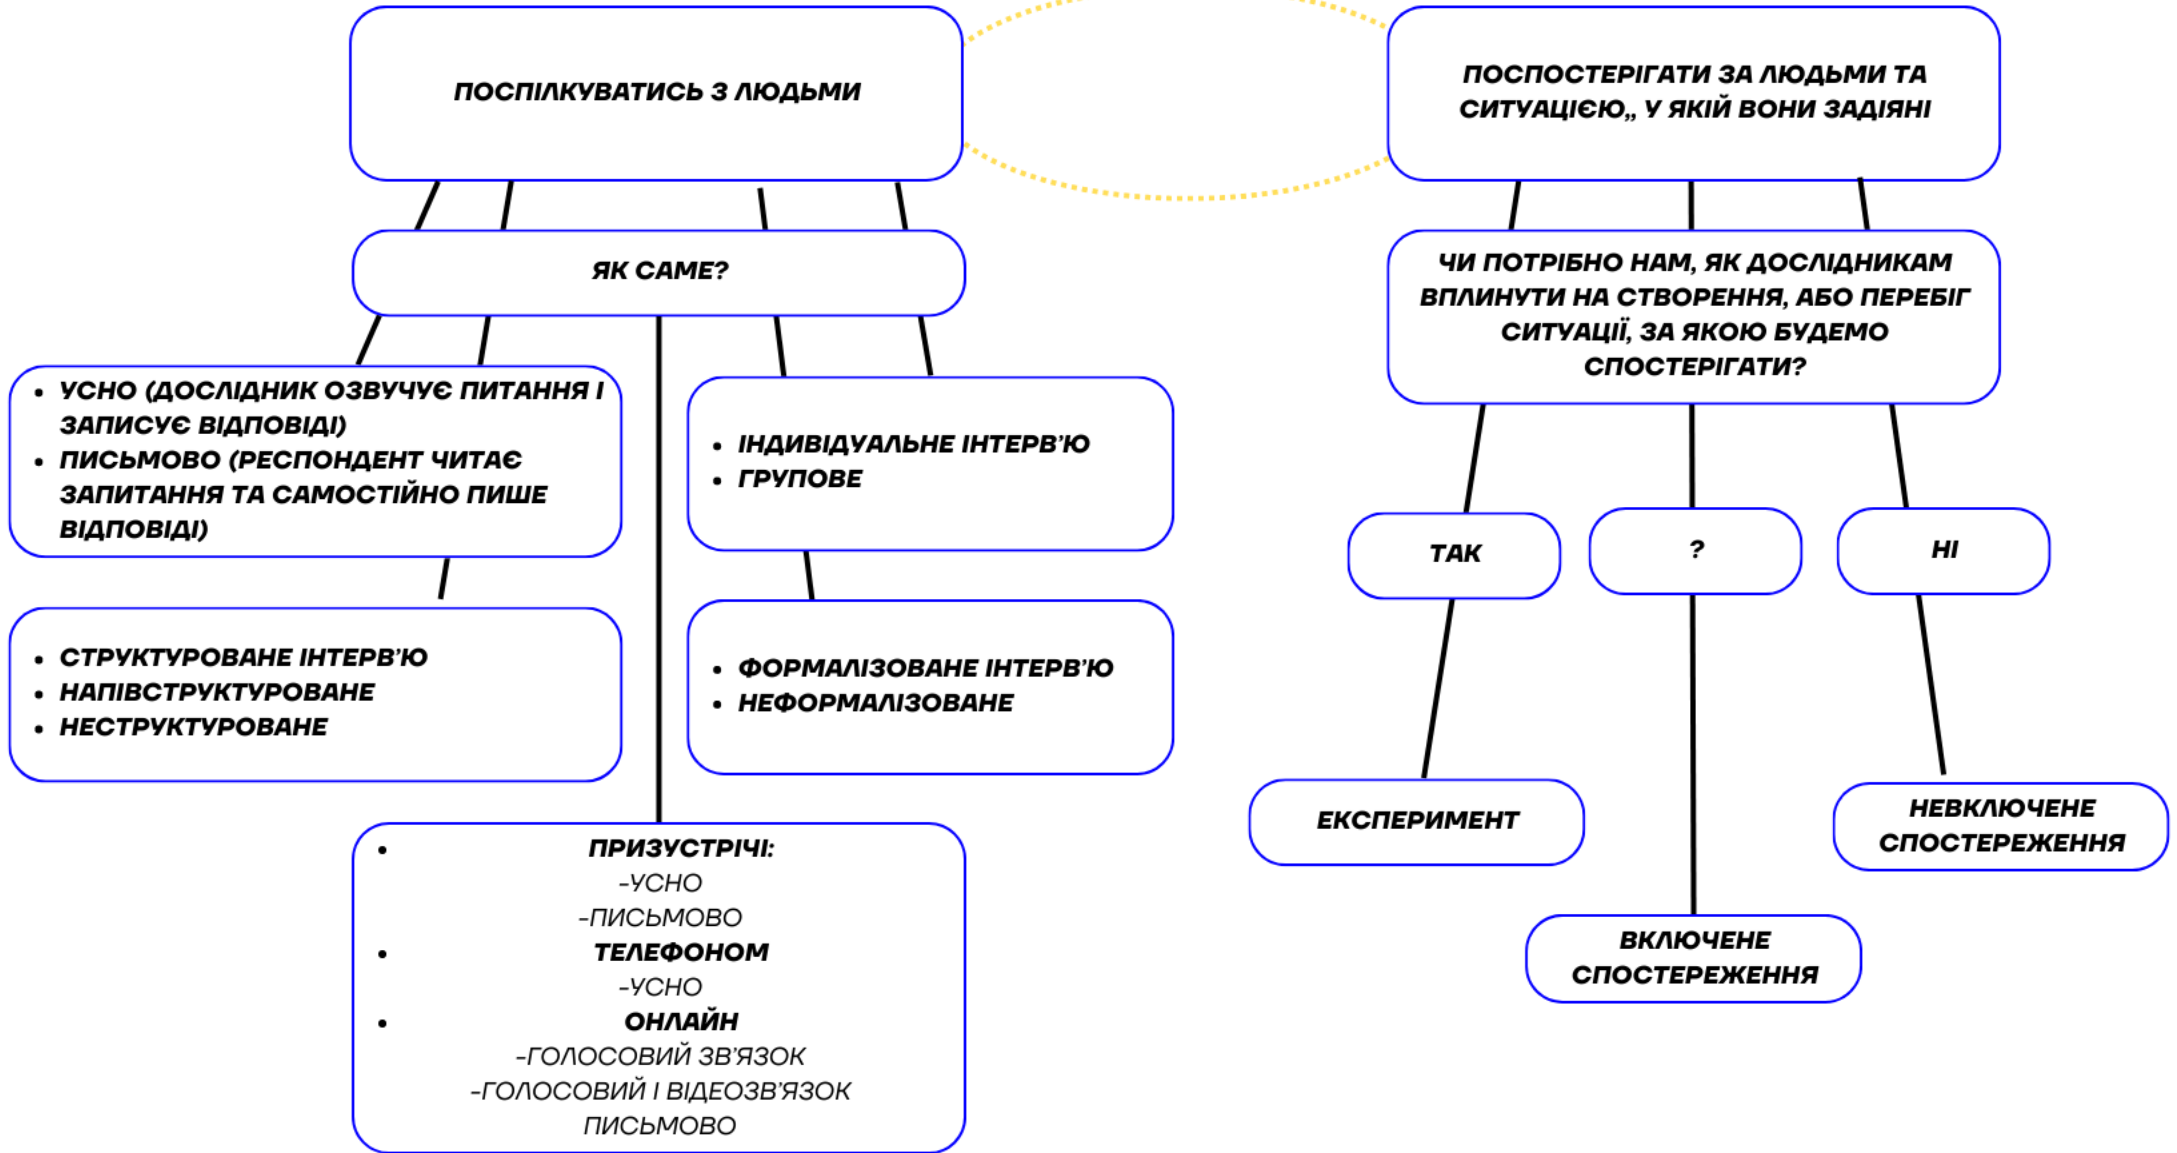 ПОСПІЛКУВАТИСЬ З ЛЮДЬМИ
ЯК САМЕ?
• УСНО (ДОСЛІДНИК ОЗВУЧУЄ ПИТАННЯ І
ЗАПИСУЄ ВІДПОВІДІ)
• ПИСЬМОВО (РЕСПОНДЕНТ ЧИТАЄ
ЗАПИТАННЯ ТА САМОСТІЙНО ПИШЕ
ВІДПОВІДІ)
• ІНДИВІДУАЛЬНЕ ІНТЕРВ'Ю
• ГРУПОВЕ
• СТРУКТУРОВАНЕ ІНТЕРВ'Ю
• НАПІВСТРУКТУРОВАНЕ
• НЕСТРУКТУРОВАНЕ
• ФОРМАЛІЗОВАНЕ ІНТЕРВ'Ю
• НЕФОРМАЛІЗОВАНЕ
• ПРИЗУСТРІЧІ:
-УСНО
-ПИСЬМОВО
• ТЕЛЕФОНОМ
-УСНО
• ОНЛАЙН
-ГОЛОСОВИЙ ЗВ'ЯЗОК
-ГОЛОСОВИЙ І ВІДЕОЗВ'ЯЗОК
ПИСЬМОВО
ПОСПОСТЕРІГАТИ ЗА ЛЮДЬМИ ТА
СИТУАЦІЄЮ,, У ЯКІЙ ВОНИ ЗАДІЯНІ
ЧИ ПОТРІБНО НАМ, ЯК ДОСЛІДНИКАМ
ВПЛИНУТИ НА СТВОРЕННЯ, АБО ПЕРЕБІГ
СИТУАЦІЇ, ЗА ЯКОЮ БУДЕМО
СПОСТЕРІГАТИ?
ТАК
?
НІ
ЕКСПЕРИМЕНТ
НЕВКЛЮЧЕНЕ
СПОСТЕРЕЖЕННЯ
ВКЛЮЧЕНЕ
СПОСТЕРЕЖЕННЯ